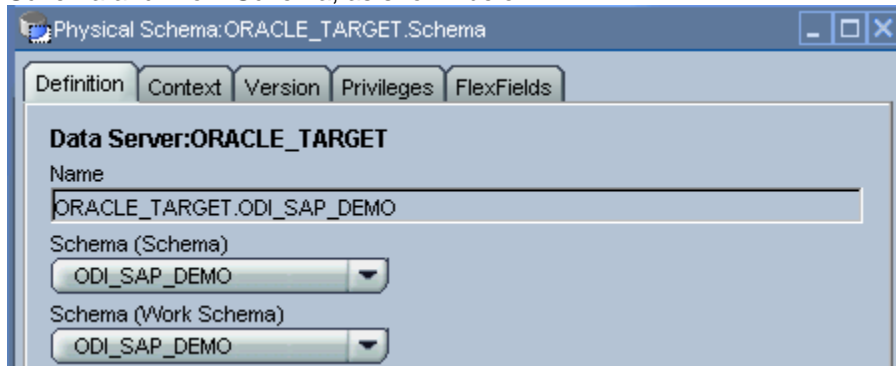 Physical Schema:ORACLE_TARGET.Schema
Definition Context Version Privileges FlexFields
Data Server:ORACLE_TARGET
Name
ORACLE_TARGET.ODI_SAP_DEMO
Schema (Schema)
ODI_SAP_DEMO
Schema (Work Schema)
ODI_SAP_DEMO